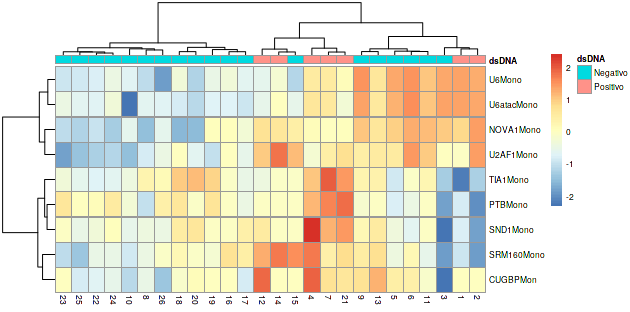 dsDNA
U6Mono
U6atacMono
NOVA1Mono
U2AF1Mono
TIA1Mono
PTBMono
SND1Mono
SRM160Mono
CUGBPMon
23 25 22 24 10 8 26 18 20 19 16 17 12 14 15 4 7 21 9 13 5 6 11 3 1 2
2
1
0
-1
-2
dsDNA
Negativo
Positivo